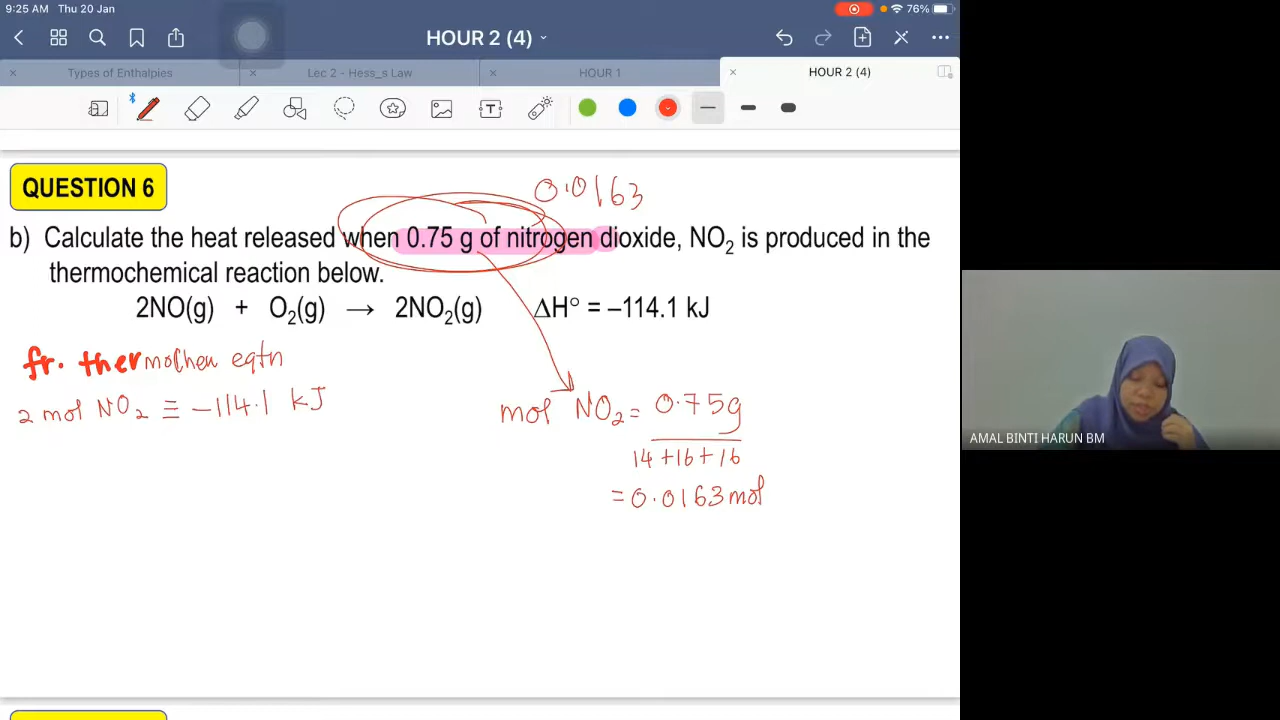 9:25 AM Thu 20 Jan
76%
HOUR 2 (4)
Types of Enthalpies
Lec 2 - Hess_s Law
HOUR 1
HOUR 2 (4)
QUESTION 6
0.0163
b) Calculate the heat released when 0.75 g of nitrogen dioxide, NO₂ is produced in the
thermochemical reaction below.
2NO(g) + O₂(g) → 2NO₂(g) ΔH° = –114.1 kJ
fr. thermochem eqtn
2 mol NO₂ ≡ −114.1 kJ
mol NO₂ = 0.75g
14 +16 + 16
= 0.0163 mol
AMAL BINTI HARUN BM